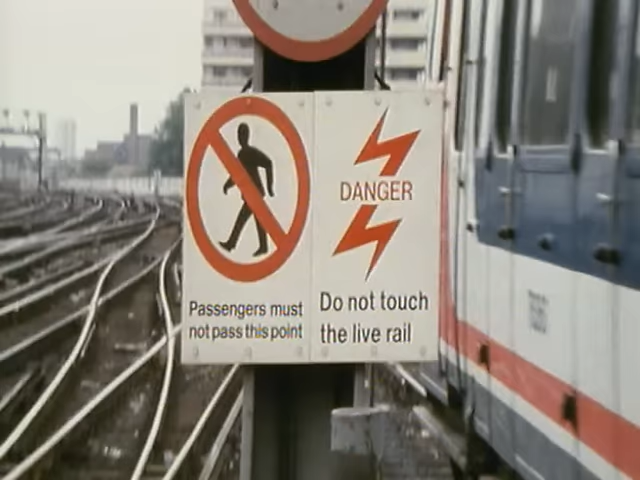 Passengers must
not pass this point
DANGER
Do not touch
the live rail